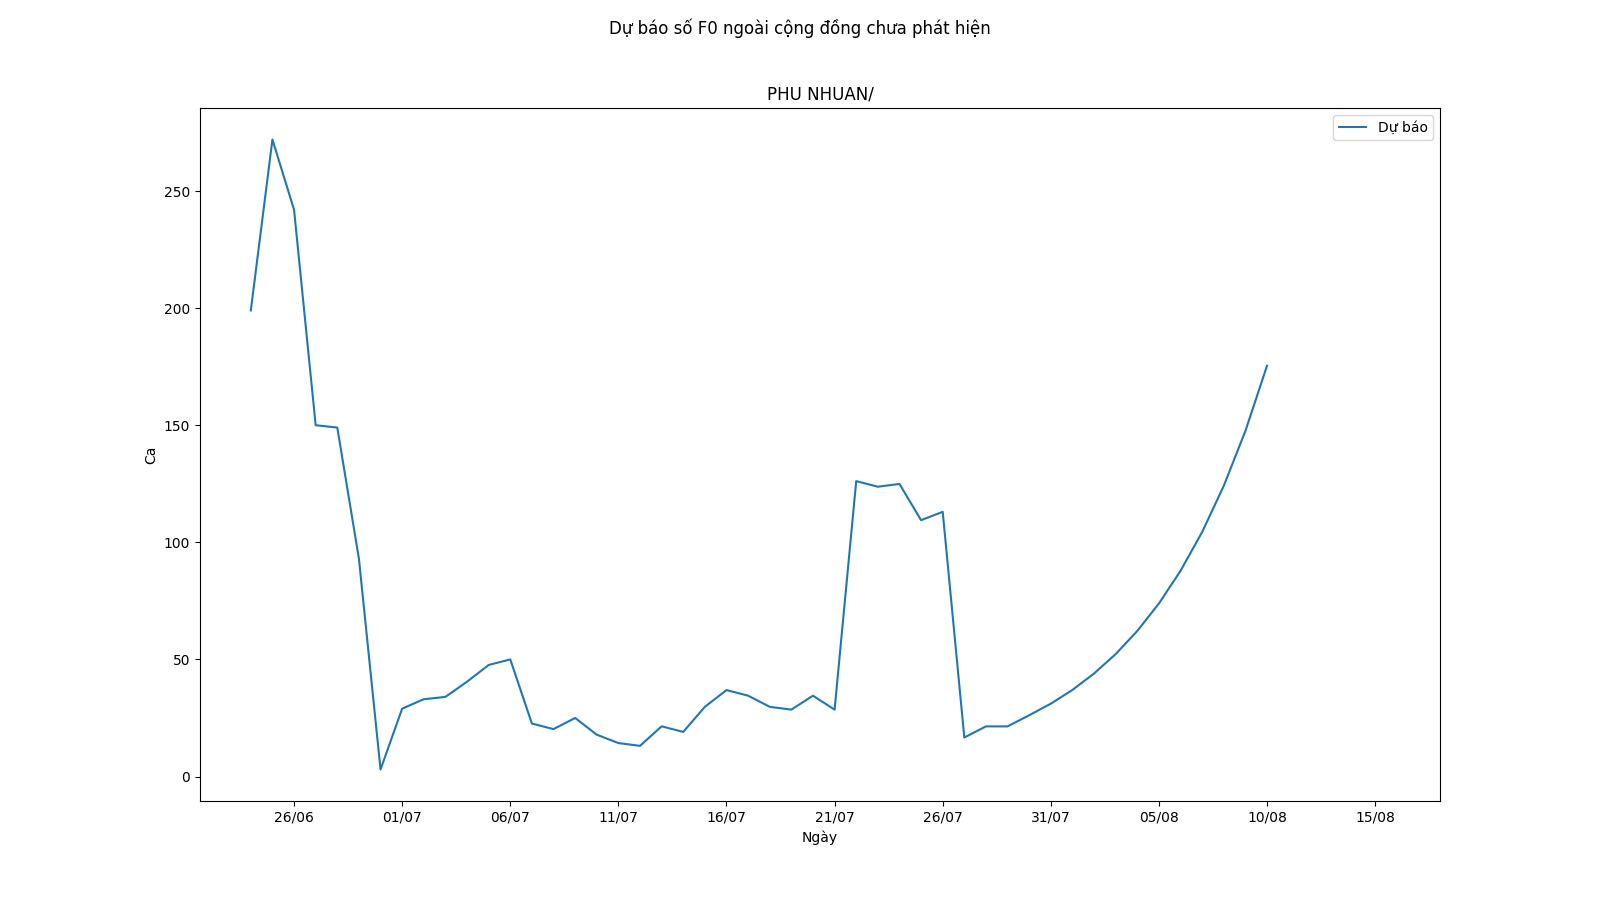 Dự báo số F0 ngoài cộng đồng chưa phát hiện
PHU NHUAN/
Dự báo
250
200
150
100
50
0
Ca
26/06 01/07 06/07 11/07 16/07 21/07 26/07 31/07 05/08 10/08 15/08
Ngày